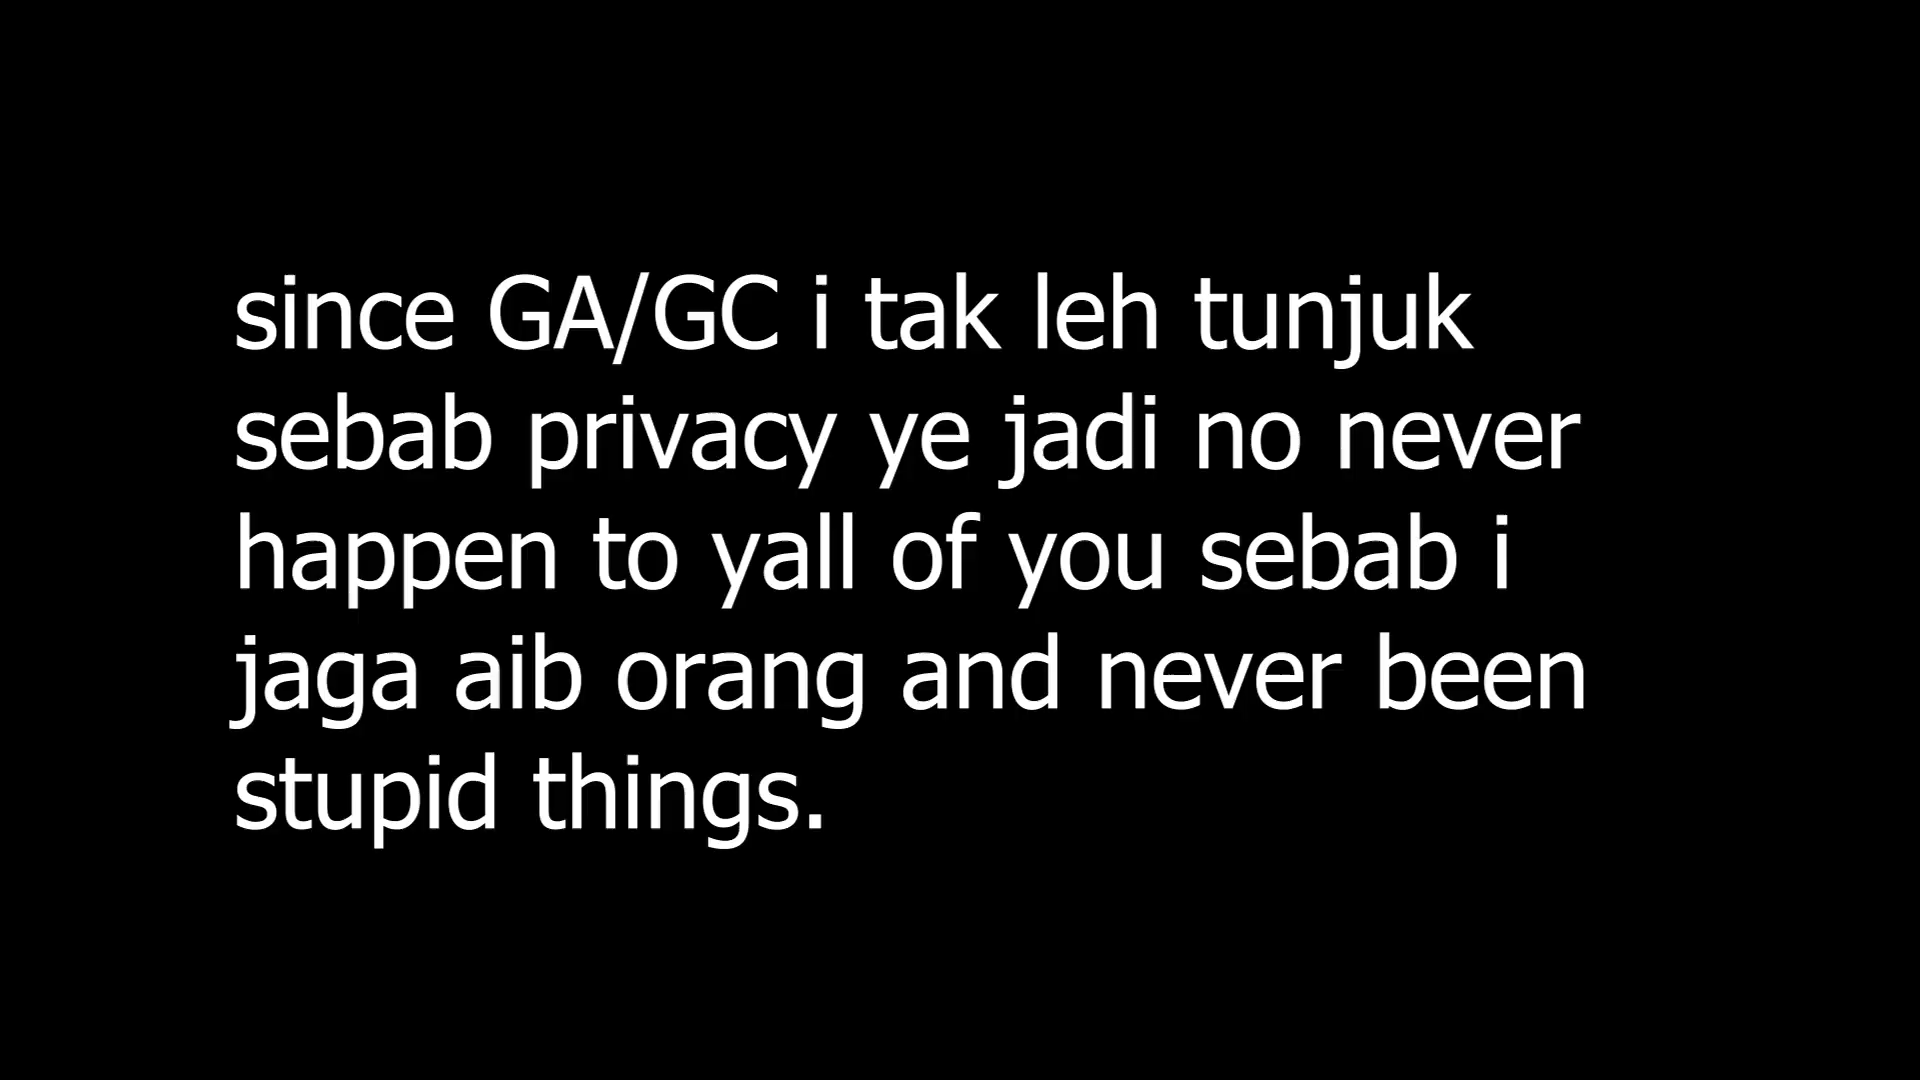 since GA/GC i tak leh tunjuk
sebab privacy ye jadi no never
happen to yall of you sebab i
jaga aib orang and never been
stupid things.